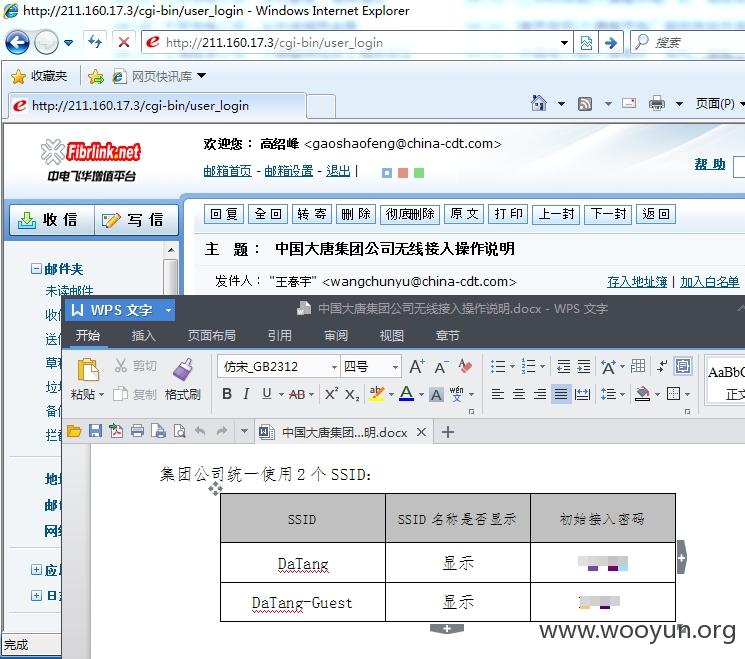 http://211.160.17.3/cgi-bin/user_login - Windows Internet Explorer
http://211.160.17.3/cgi-bin/user_login
搜索
收藏夹
网页快讯库
http://211.160.17.3/cgi-bin/user_login
页面(P)
Fibrlink.net
中电飞华增值平台
欢迎您： 高绍峰 <gaoshaofeng@china-cdt.com>
邮箱首页 - 邮箱设置 - 退出 |
帮 助
收 信
写 信
回 复
全 回
转 寄
删 除
彻底删除
原 文
打 印
上一封
下一封
返 回
邮件夹
未读邮件
主 题： 中国大唐集团公司无线接入操作说明
发件人： "王春宇" <wangchunyu@china-cdt.com>
存入地址簿 | 加入白名单
WPS 文字
中国大唐集团公司无线接入操作说明.docx - WPS 文字
开始
插入
页面布局
引用
审阅
视图
章节
粘贴
剪切
复制
格式刷
仿宋_GB2312
四号
B I U AB X² X₂
AaBbC
正文
中国大唐集团...明.docx
集团公司统一使用 2 个 SSID：
SSID
SSID 名称是否显示
初始接入密码
DaTang
显示
DaTang-Guest
显示
完成
www.wooyun.org